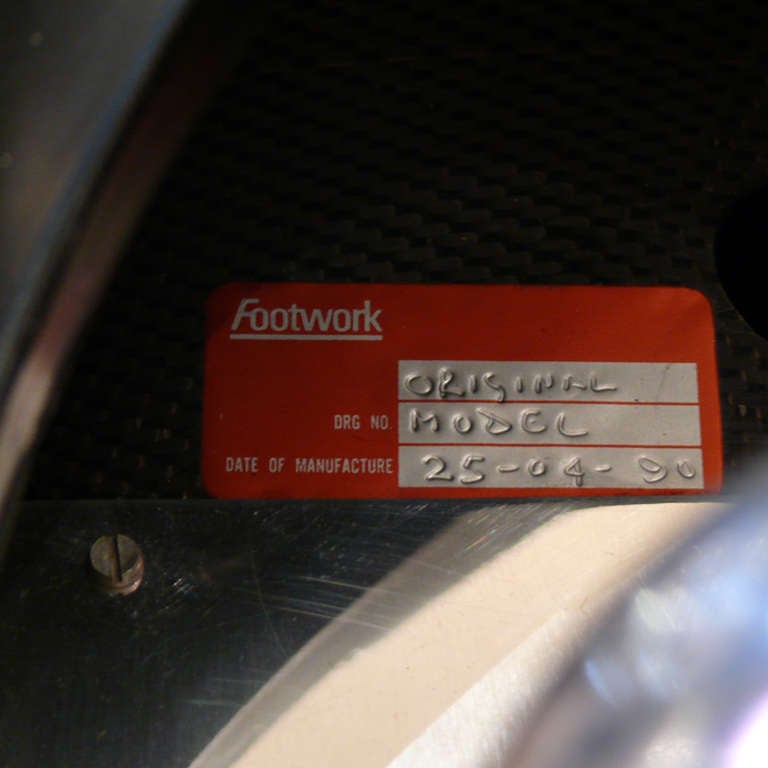 Footwork
ORIGINAL
DRG NO. MODEL
DATE OF MANUFACTURE 25-04-90